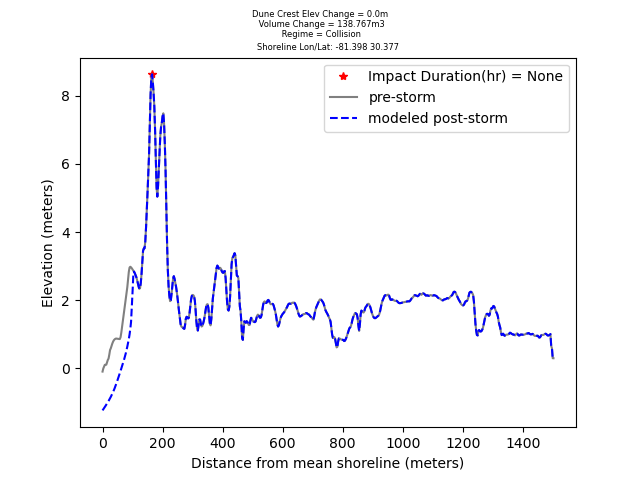 Dune Crest Elev Change = 0.0m
Volume Change = 138.767m3
Regime = Collision
Shoreline Lon/Lat: -81.398 30.377
Impact Duration(hr) = None
pre-storm
modeled post-storm
Elevation (meters)
8
6
4
2
0
0 200 400 600 800 1000 1200 1400
Distance from mean shoreline (meters)